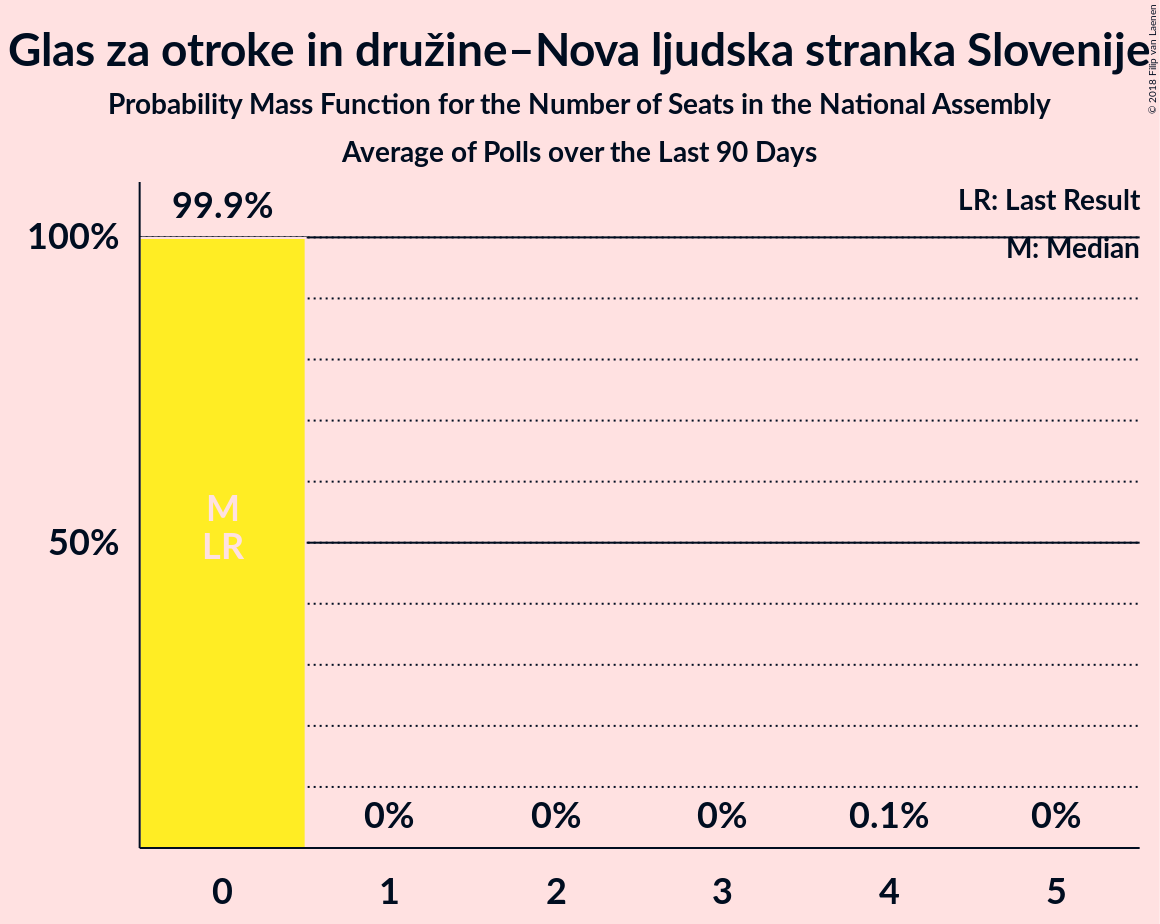 Glas za otroke in družine–Nova ljudska stranka Slovenije
Probability Mass Function for the Number of Seats in the National Assembly
Average of Polls over the Last 90 Days
© 2018 Filip van Laenen
LR: Last Result
M: Median
99.9%
100%
50%
M
LR
0%
0%
0%
0.1%
0%
0
1
2
3
4
5